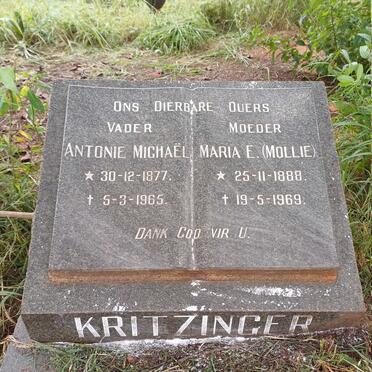 Ons Dierbare Ouers
Vader Moeder
Antonie Michaël Maria E. (Mollie)
★ 30-12-1877. ★ 25-11-1888.
† 5-3-1965. † 19-5-1969.
Dank God vir U.
KRITZINGER